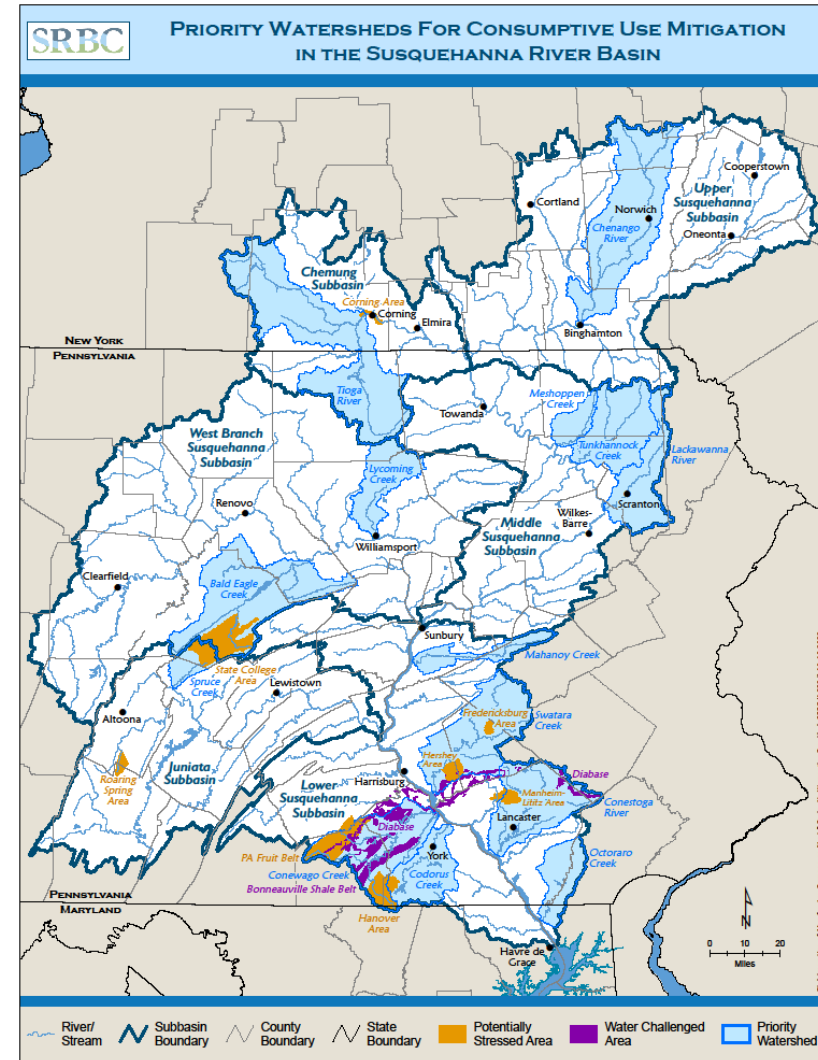 SRBC
PRIORITY WATERSHEDS FOR CONSUMPTIVE USE MITIGATION
IN THE SUSQUEHANNA RIVER BASIN
Cooperstown
Upper
Susquehanna
Subbasin
Cortland
Norwich
Chenango
River
Oneonta
Chemung
Subbasin
Corning Area
Corning
Elmira
Binghamton
NEW YORK
PENNSYLVANIA
Tioga
River
Towanda
Meshoppen
Creek
Tunkhannock
Creek
Lackawanna
River
West Branch
Susquehanna
Subbasin
Lycoming
Creek
Scranton
Renovo
Wilkes-
Barre
Middle
Susquehanna
Subbasin
Williamsport
Clearfield
Bald Eagle
Creek
Sunbury
Mahanoy Creek
State College
Area
Spruce
Creek
Lewistown
Altoona
Fredericksburg
Area
Swatara
Creek
Hershey
Area
Roaring
Spring
Area
Juniata
Subbasin
Harrisburg
Lower
Susquehanna
Subbasin
Diabase
Manheim-
Lititz Area
Conestoga
River
Lancaster
Diabase
York
Octoraro
Creek
PA Fruit Belt
Conewago Creek
Codorus
Creek
Bonneauville Shale Belt
PENNSYLVANIA
MARYLAND
Hanover
Area
Havre de
Grace
N
0 10 20
Miles
River/
Stream
Subbasin
Boundary
County
Boundary
State
Boundary
Potentially
Stressed Area
Water Challenged
Area
Priority
Watershed